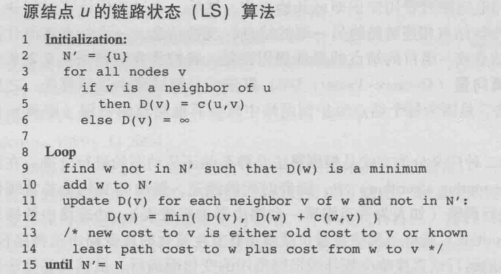 源结点 u 的链路状态（LS）算法
1 Initialization:
2 N' = {u}
3 for all nodes v
4 if v is a neighbor of u
5 then D(v) = c(u,v)
6 else D(v) = ∞
7
8 Loop
9 find w not in N' such that D(w) is a minimum
10 add w to N'
11 update D(v) for each neighbor v of w and not in N':
12 D(v) = min( D(v), D(w) + c(w,v) )
13 /* new cost to v is either old cost to v or known
14 least path cost to w plus cost from w to v */
15 until N'= N